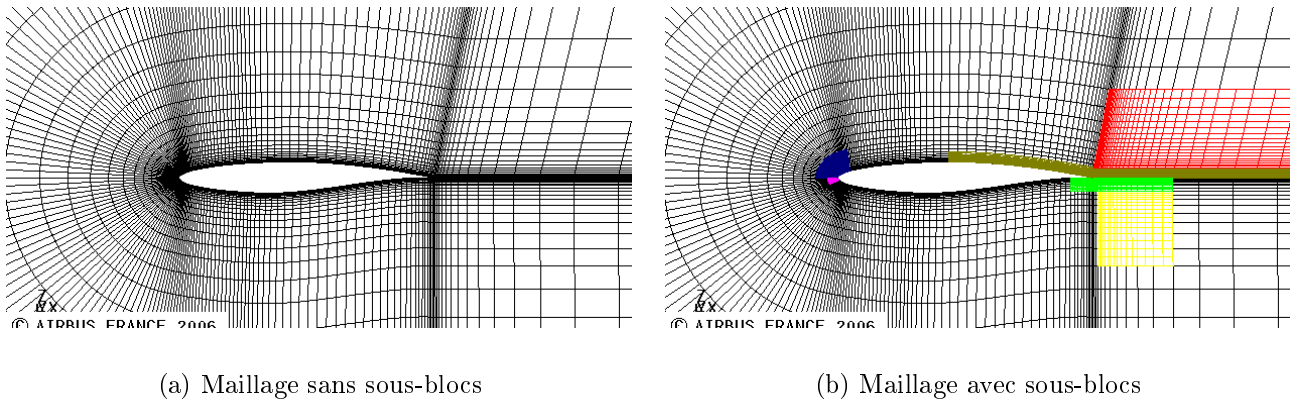 © AIRBUS FRANCE 2006
© AIRBUS FRANCE 2006
(a) Maillage sans sous-blocs
(b) Maillage avec sous-blocs